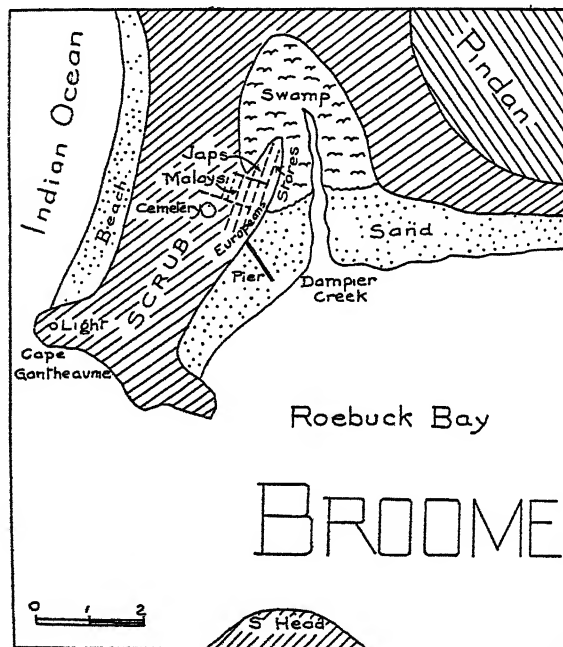 Pindan
Indian Ocean
Swamp
Japs
Malays
Stores
Cemetery
Beach
Europeans
Sand
SCRUB
Pier
Dampier
Creek
Light
Cape
Gantheaume
Roebuck Bay
BROOME
0 1 2
S Head